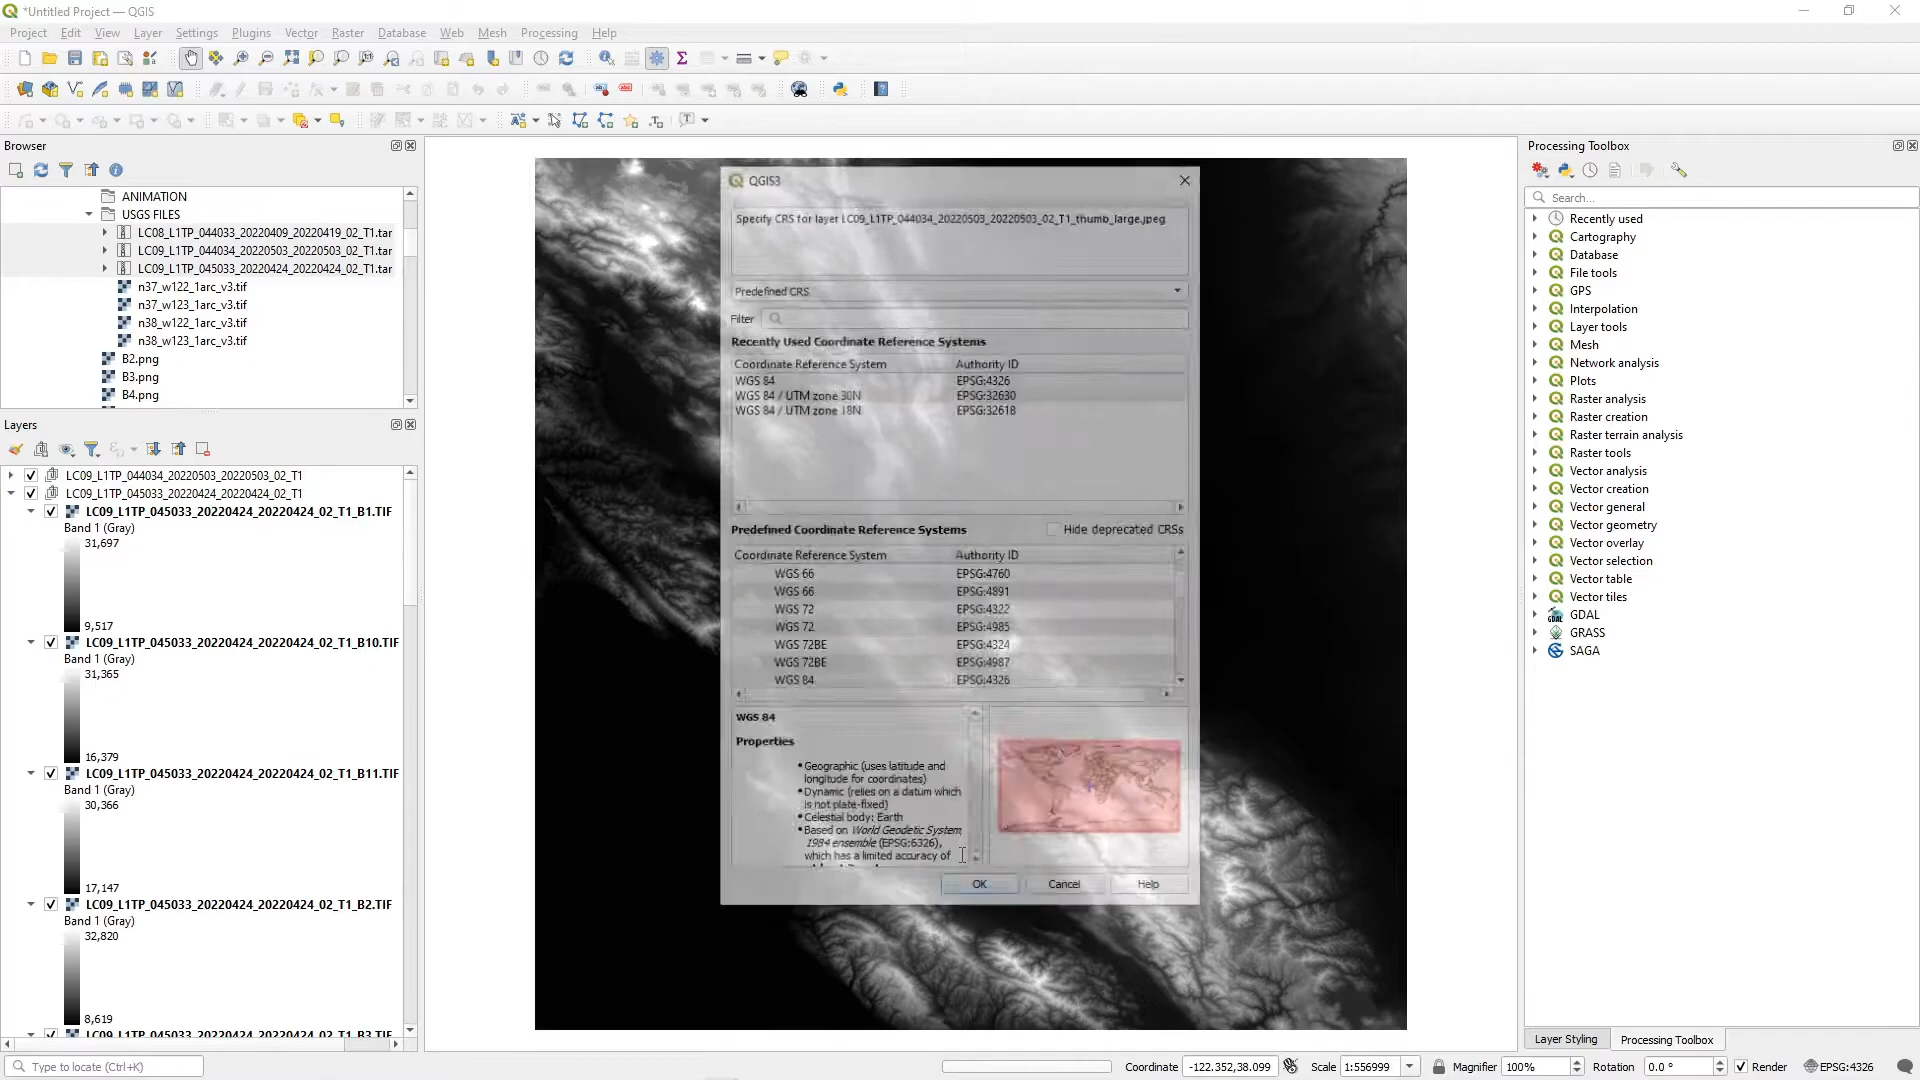 *Untitled Project — QGIS
Project Edit View Layer Settings Plugins Vector Raster Database Web Mesh Processing Help
Browser
ANIMATION
USGS FILES
LC08_L1TP_044033_20220409_20220419_02_T1.tar
LC09_L1TP_044034_20220503_20220503_02_T1.tar
LC09_L1TP_045033_20220424_20220424_02_T1.tar
n37_w122_1arc_v3.tif
n37_w123_1arc_v3.tif
n38_w122_1arc_v3.tif
n38_w123_1arc_v3.tif
B2.png
B3.png
B4.png
Layers
LC09_L1TP_044034_20220503_20220503_02_T1
LC09_L1TP_045033_20220424_20220424_02_T1
LC09_L1TP_045033_20220424_20220424_02_T1_B1.TIF
Band 1 (Gray)
31,697
9,517
LC09_L1TP_045033_20220424_20220424_02_T1_B10.TIF
Band 1 (Gray)
31,365
16,379
LC09_L1TP_045033_20220424_20220424_02_T1_B11.TIF
Band 1 (Gray)
30,366
17,147
LC09_L1TP_045033_20220424_20220424_02_T1_B2.TIF
Band 1 (Gray)
32,820
8,619
LC09_L1TP_045033_20220424_20220424_02_T1_B3.TIF
QGIS3
Specify CRS for layer LC09_L1TP_044034_20220503_20220503_02_T1_thumb_large.jpeg
Predefined CRS
Filter
Recently Used Coordinate Reference Systems
Coordinate Reference System Authority ID
WGS 84 EPSG:4326
WGS 84 / UTM zone 30N EPSG:32630
WGS 84 / UTM zone 18N EPSG:32618
Predefined Coordinate Reference Systems Hide deprecated CRSs
Coordinate Reference System Authority ID
WGS 66 EPSG:4760
WGS 66 EPSG:4891
WGS 72 EPSG:4322
WGS 72 EPSG:4985
WGS 72BE EPSG:4324
WGS 72BE EPSG:4987
WGS 84 EPSG:4326
WGS 84
Properties
• Geographic (uses latitude and
longitude for coordinates)
• Dynamic (relies on a datum which
is not plate-fixed)
• Celestial body: Earth
• Based on World Geodetic System
1984 ensemble (EPSG:6326),
which has a limited accuracy of
OK Cancel Help
Processing Toolbox
Search...
Recently used
Cartography
Database
File tools
GPS
Interpolation
Layer tools
Mesh
Network analysis
Plots
Raster analysis
Raster creation
Raster terrain analysis
Raster tools
Vector analysis
Vector creation
Vector general
Vector geometry
Vector overlay
Vector selection
Vector table
Vector tiles
GDAL
GRASS
SAGA
Layer Styling Processing Toolbox
Type to locate (Ctrl+K) Coordinate -122.352,38.099 Scale 1:556999 Magnifier 100% Rotation 0.0 ° Render EPSG:4326